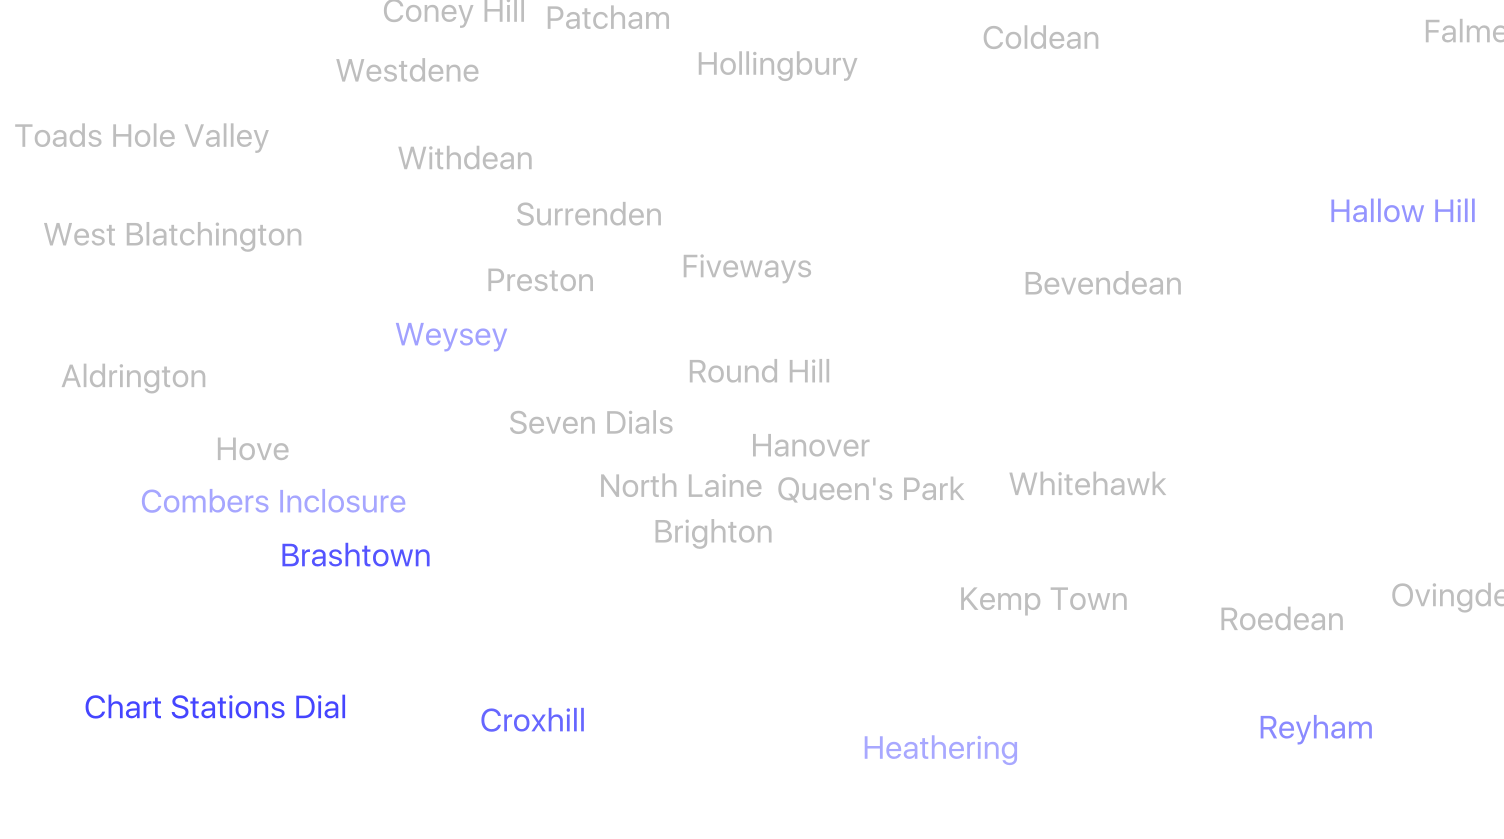 Coney Hill
Patcham
Coldean
Falme
Westdene
Hollingbury
Toads Hole Valley
Withdean
Hallow Hill
Surrenden
West Blatchington
Fiveways
Preston
Bevendean
Weysey
Aldrington
Round Hill
Seven Dials
Hanover
Hove
North Laine
Queen's Park
Whitehawk
Combers Inclosure
Brighton
Brashtown
Kemp Town
Ovingde
Roedean
Chart Stations Dial
Croxhill
Reyham
Heathering